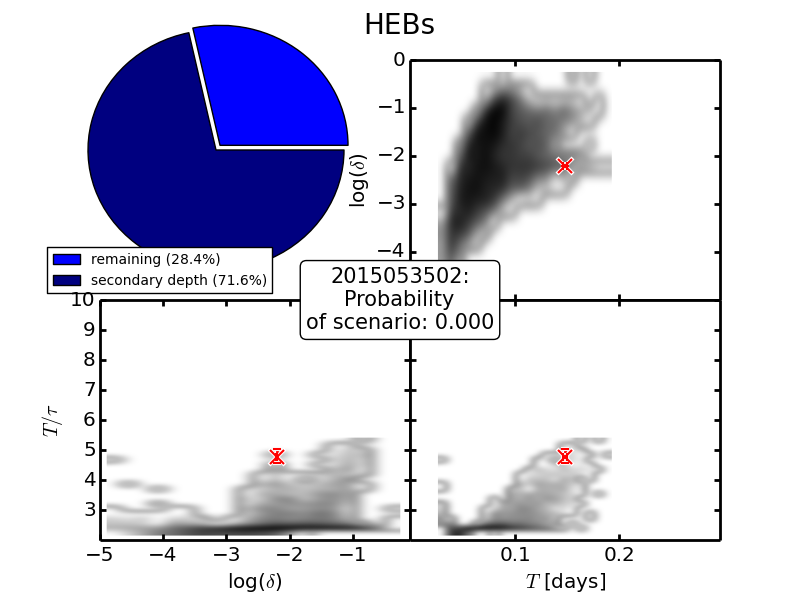 HEBs
remaining (28.4%)
secondary depth (71.6%)
0
−1
−2
−3
−4
log(δ)
2015053502:
Probability
of scenario: 0.000
10
9
8
7
6
5
4
3
T/τ
−5 −4 −3 −2 −1
log(δ)
0.1 0.2
T [days]